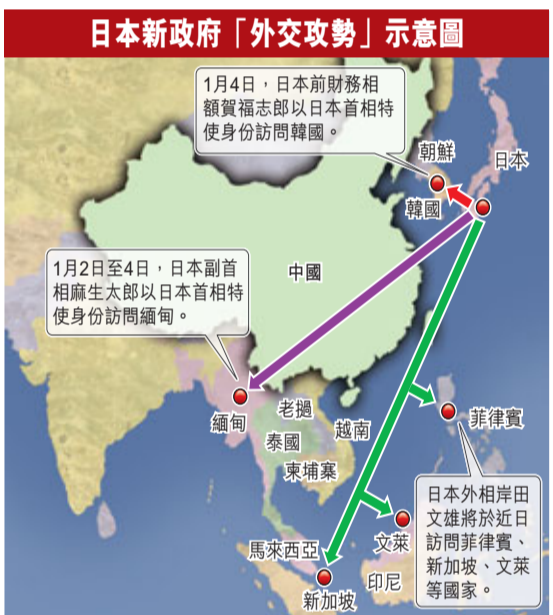 日本新政府「外交攻勢」示意圖
1月4日，日本前財務相
額賀福志郎以日本首相特
使身份訪問韓國。
朝鮮
日本
韓國
中國
1月2日至4日，日本副首
相麻生太郎以日本首相特
使身份訪問緬甸。
緬甸
老撾
泰國
越南
柬埔寨
菲律賓
日本外相岸田
文雄將於近日
訪問菲律賓、
新加坡、文萊
等國家。
馬來西亞
文萊
印尼
新加坡